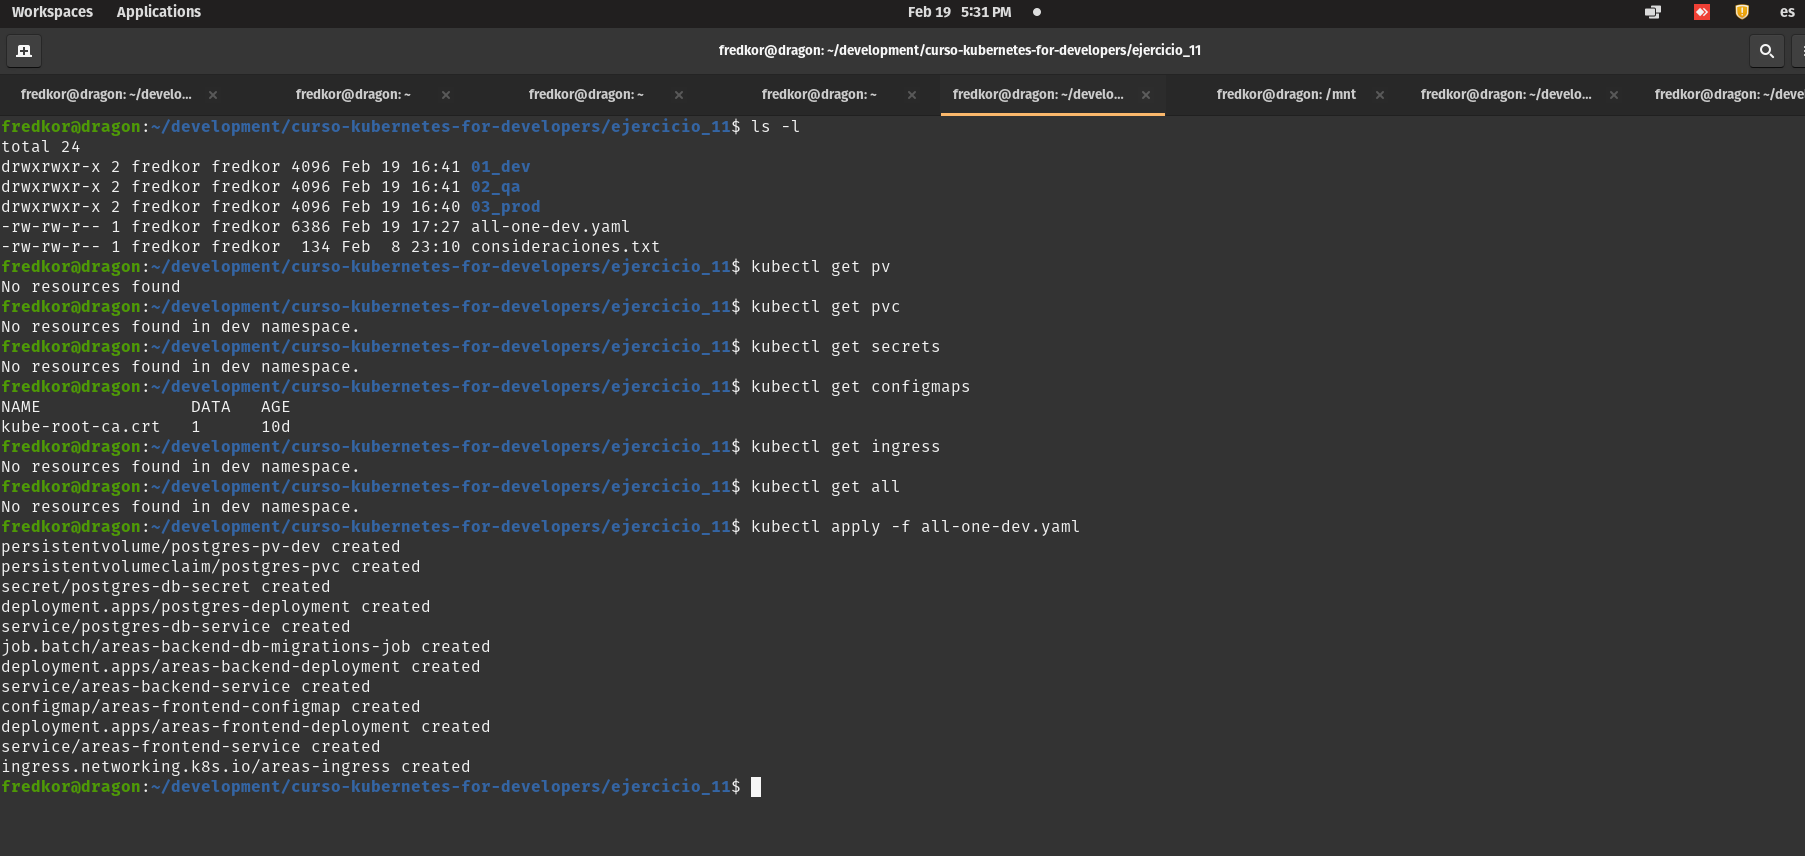 Workspaces Applications Feb 19 5:31 PM es
fredkor@dragon: ~/development/curso-kubernetes-for-developers/ejercicio_11
fredkor@dragon: ~/develo... × fredkor@dragon: ~ × fredkor@dragon: ~ × fredkor@dragon: ~ × fredkor@dragon: ~/develo... × fredkor@dragon: /mnt × fredkor@dragon: ~/develo... × fredkor@dragon: ~/deve
fredkor@dragon:~/development/curso-kubernetes-for-developers/ejercicio_11$ ls -l
total 24
drwxrwxr-x 2 fredkor fredkor 4096 Feb 19 16:41 01_dev
drwxrwxr-x 2 fredkor fredkor 4096 Feb 19 16:41 02_qa
drwxrwxr-x 2 fredkor fredkor 4096 Feb 19 16:40 03_prod
-rw-rw-r-- 1 fredkor fredkor 6386 Feb 19 17:27 all-one-dev.yaml
-rw-rw-r-- 1 fredkor fredkor  134 Feb  8 23:10 consideraciones.txt
fredkor@dragon:~/development/curso-kubernetes-for-developers/ejercicio_11$ kubectl get pv
No resources found
fredkor@dragon:~/development/curso-kubernetes-for-developers/ejercicio_11$ kubectl get pvc
No resources found in dev namespace.
fredkor@dragon:~/development/curso-kubernetes-for-developers/ejercicio_11$ kubectl get secrets
No resources found in dev namespace.
fredkor@dragon:~/development/curso-kubernetes-for-developers/ejercicio_11$ kubectl get configmaps
NAME               DATA   AGE
kube-root-ca.crt   1      10d
fredkor@dragon:~/development/curso-kubernetes-for-developers/ejercicio_11$ kubectl get ingress
No resources found in dev namespace.
fredkor@dragon:~/development/curso-kubernetes-for-developers/ejercicio_11$ kubectl get all
No resources found in dev namespace.
fredkor@dragon:~/development/curso-kubernetes-for-developers/ejercicio_11$ kubectl apply -f all-one-dev.yaml
persistentvolume/postgres-pv-dev created
persistentvolumeclaim/postgres-pvc created
secret/postgres-db-secret created
deployment.apps/postgres-deployment created
service/postgres-db-service created
job.batch/areas-backend-db-migrations-job created
deployment.apps/areas-backend-deployment created
service/areas-backend-service created
configmap/areas-frontend-configmap created
deployment.apps/areas-frontend-deployment created
service/areas-frontend-service created
ingress.networking.k8s.io/areas-ingress created
fredkor@dragon:~/development/curso-kubernetes-for-developers/ejercicio_11$